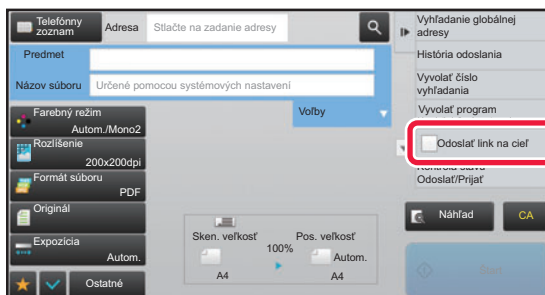 Telefónny
zoznam
Adresa
Stlačte na zadanie adresy
Predmet
Názov súboru
Určené pomocou systémových nastavení
Voľby
Farebný režim
Autom./Mono2
Rozlíšenie
200x200dpi
Formát súboru
PDF
Originál
Expozícia
Autom.
Ostatné
Sken. veľkosť
100%
Pos. veľkosť
A4
Autom.
A4
Vyhľadanie globálnej
adresy
História odoslania
Vyvolať číslo
vyhľadania
Vyvolať program
Odoslať link na cieľ
Kontrola stavu
Odoslať/Prijať
Náhľad
CA
Štart